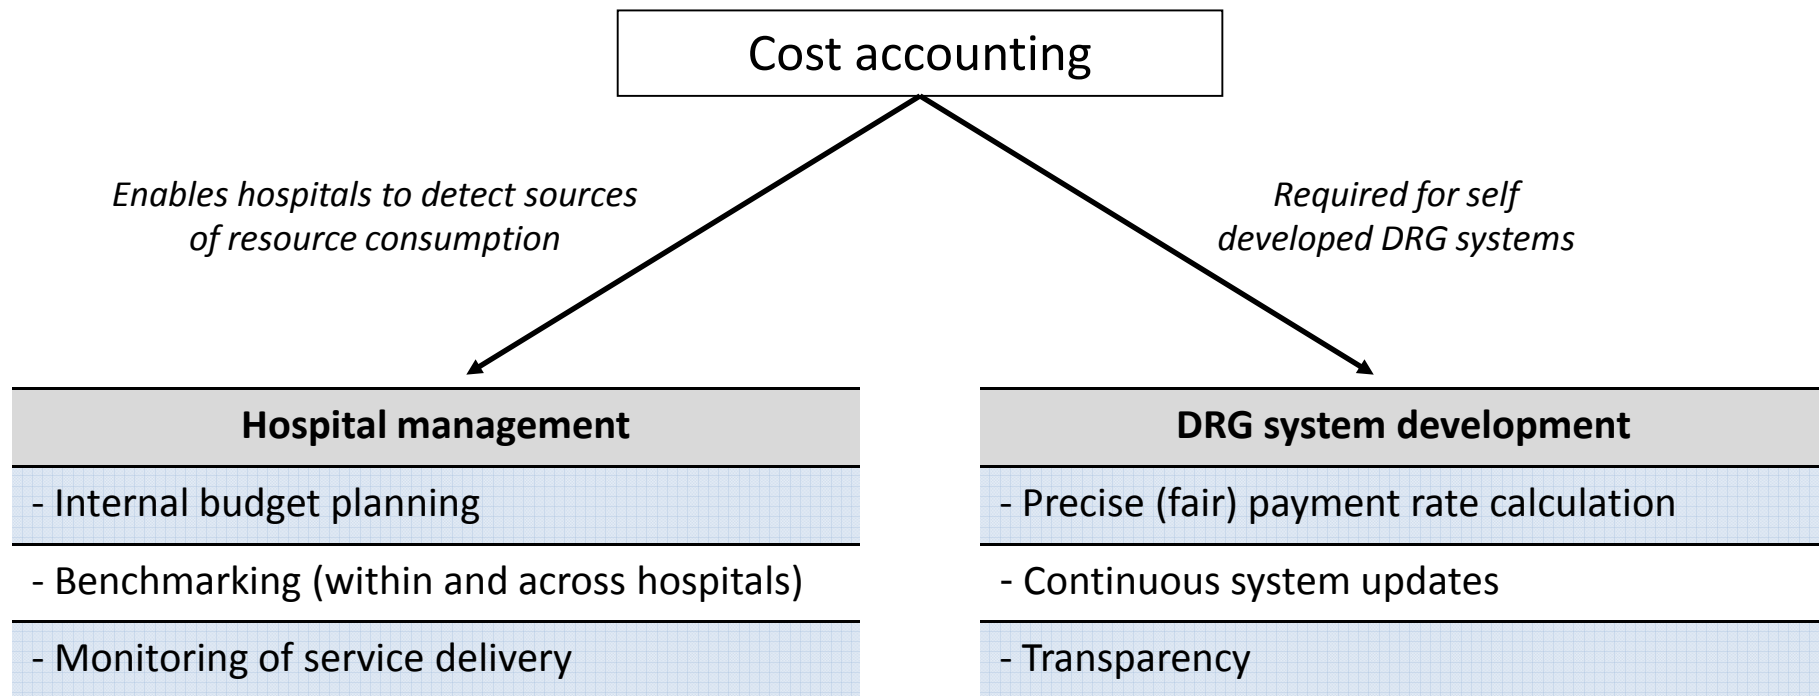 Cost accounting
Enables hospitals to detect sources
of resource consumption
Required for self
developed DRG systems
Hospital management
- Internal budget planning
- Benchmarking (within and across hospitals)
- Monitoring of service delivery
DRG system development
- Precise (fair) payment rate calculation
- Continuous system updates
- Transparency